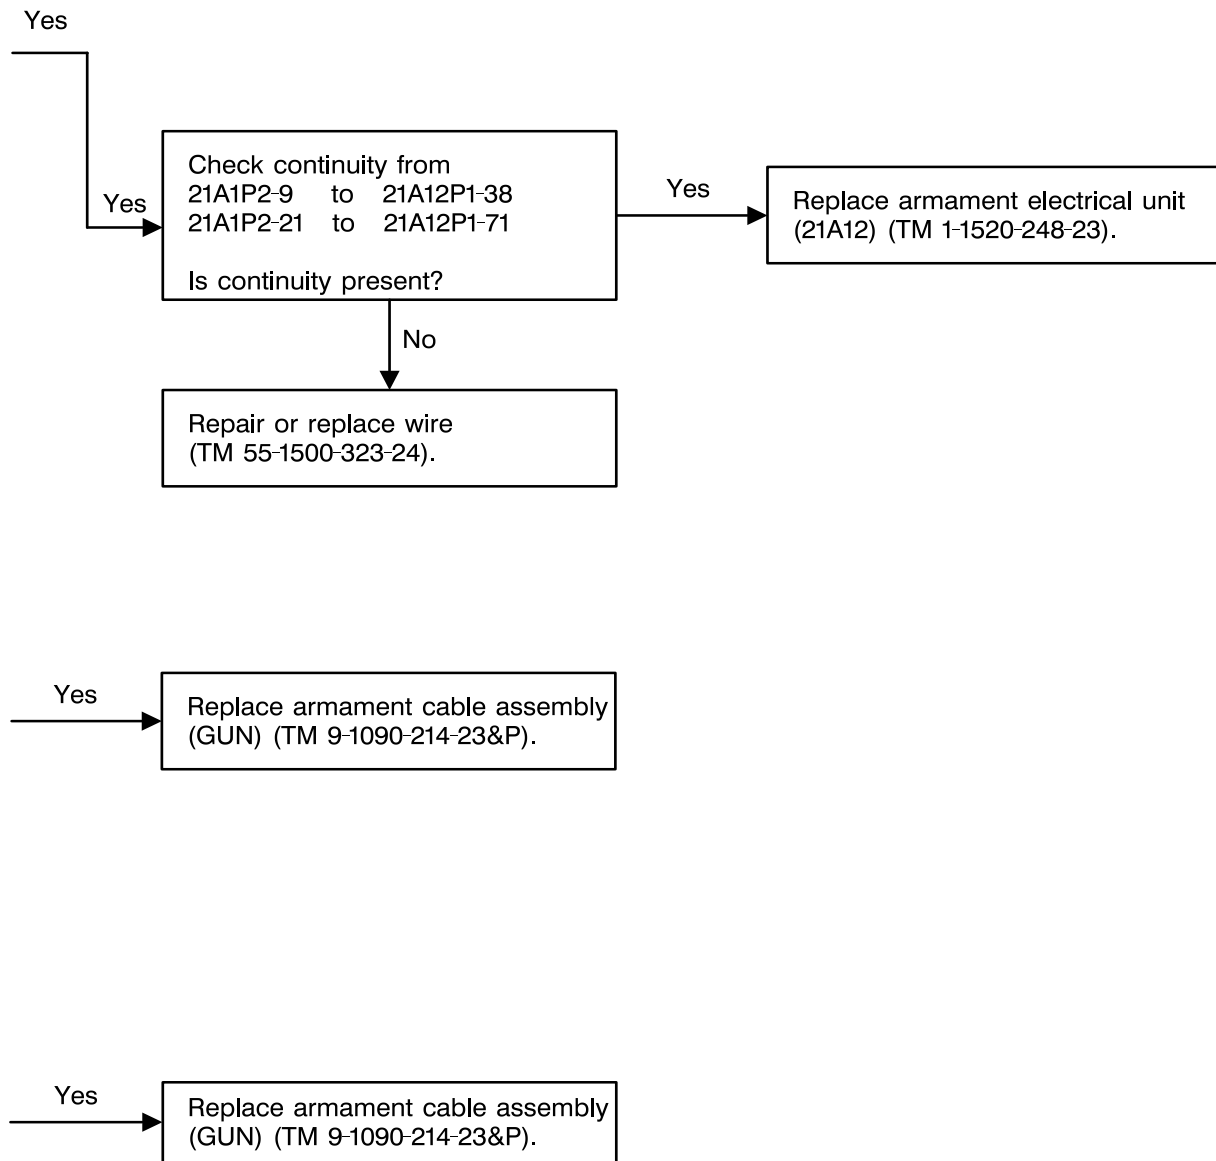 Yes
Yes
Check continuity from
21A1P2-9 to 21A12P1-38
21A1P2-21 to 21A12P1-71
Is continuity present?
Yes
Replace armament electrical unit
(21A12) (TM 1-1520-248-23).
No
Repair or replace wire
(TM 55-1500-323-24).
Yes
Replace armament cable assembly
(GUN) (TM 9-1090-214-23&P).
Yes
Replace armament cable assembly
(GUN) (TM 9-1090-214-23&P).